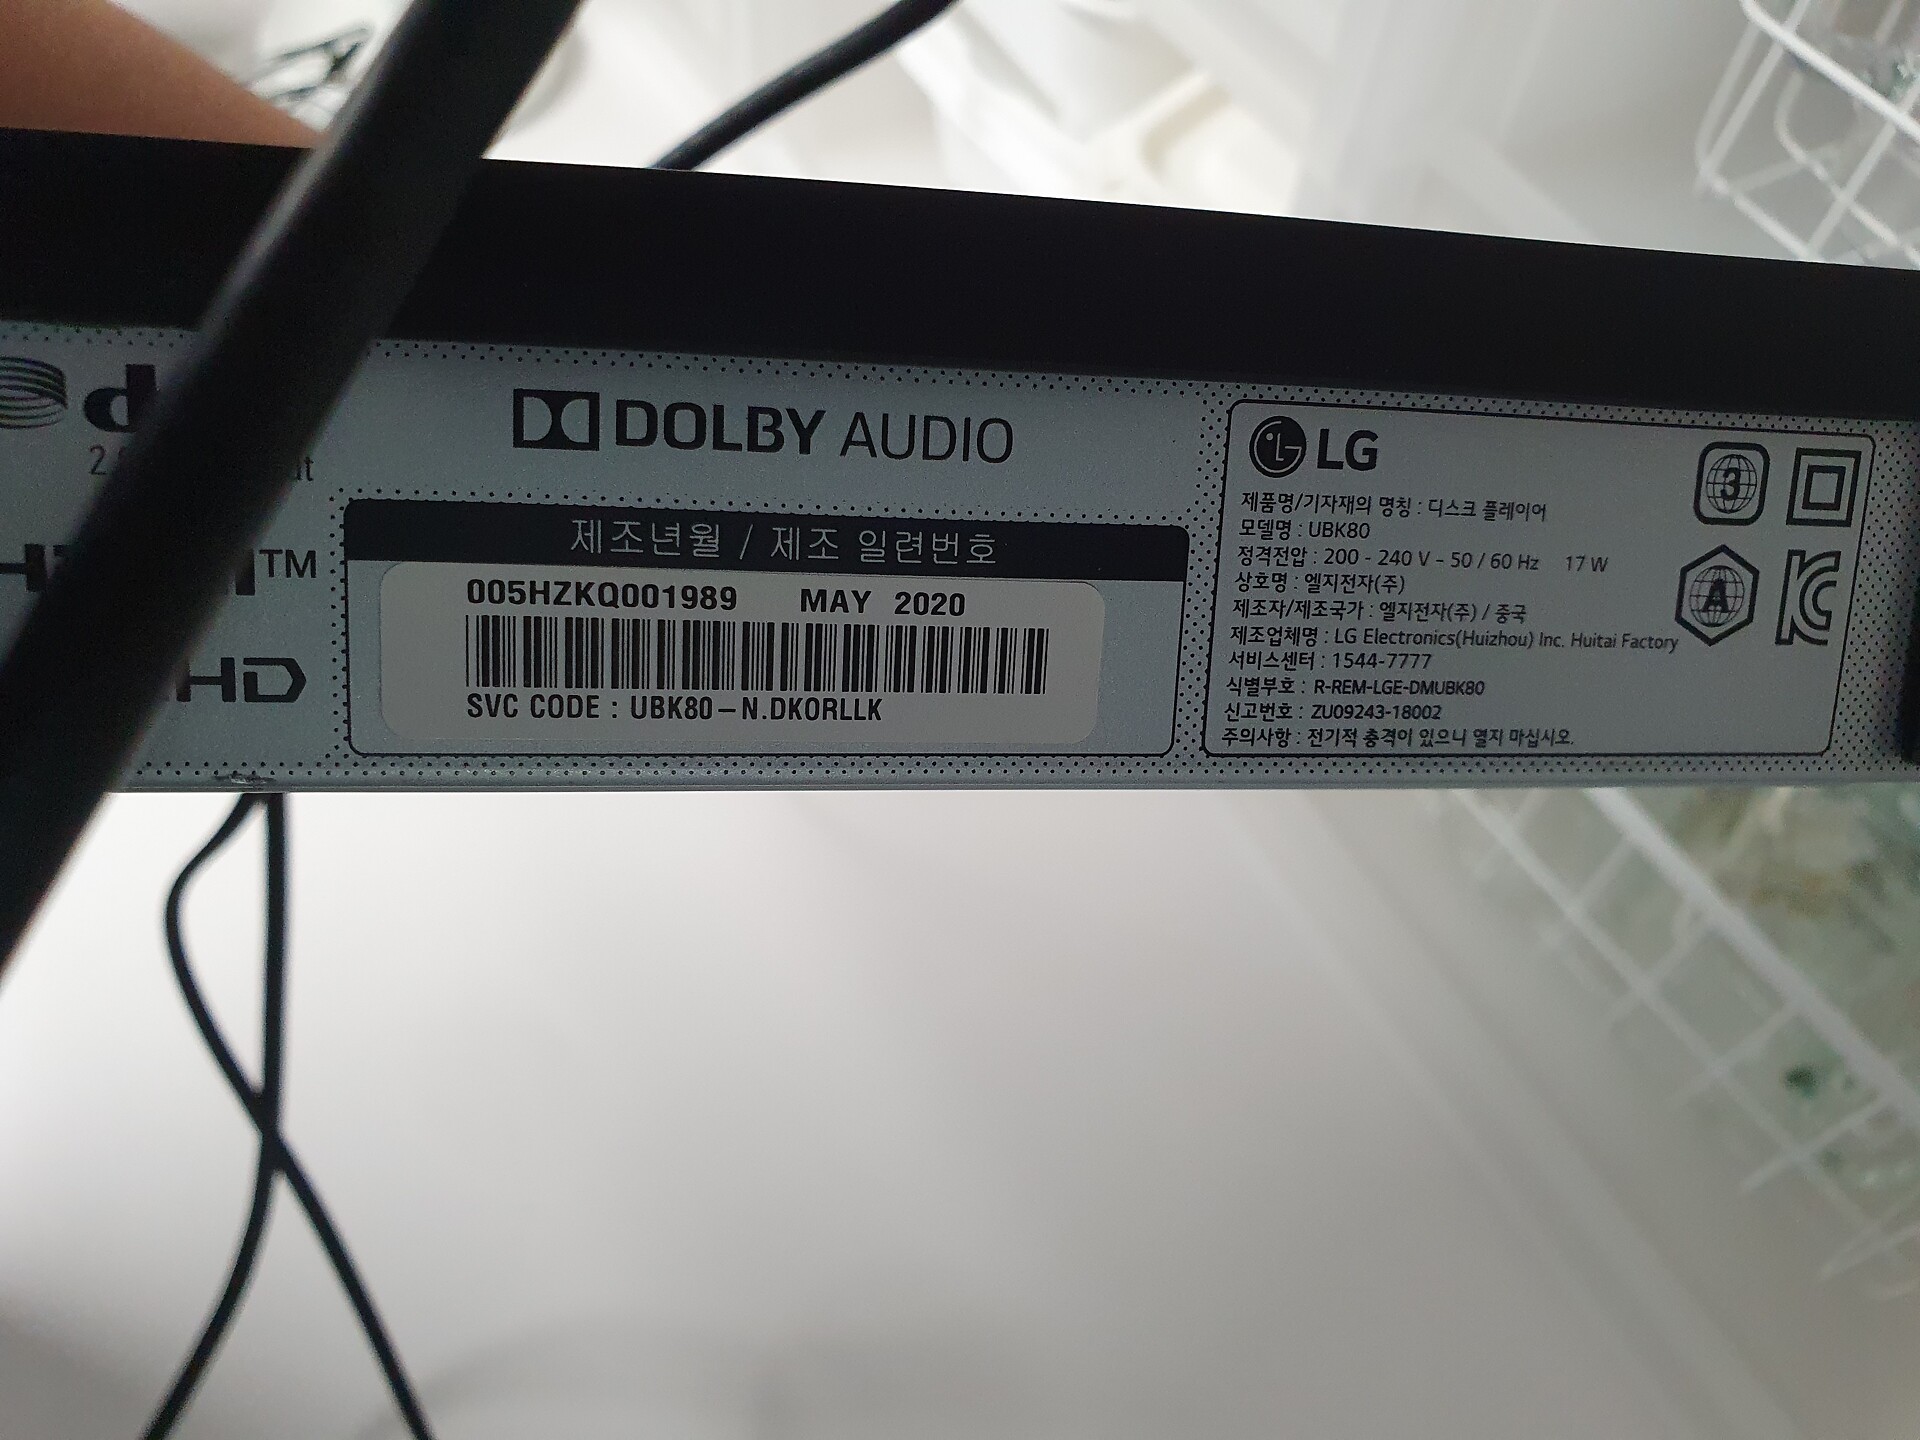 DOLBY AUDIO
TM
HD
제조년월 / 제조 일련번호
005HZKQ001989 MAY 2020
SVC CODE : UBK80-N.DKORLLK
LG
제품명/기자재의 명칭 : 디스크 플레이어
모델명 : UBK80
정격전압 : 200 - 240 V ~ 50 / 60 Hz 17 W
상호명 : 엘지전자(주)
제조자/제조국가 : 엘지전자(주) / 중국
제조업체명 : LG Electronics(Huizhou) Inc. Huitai Factory
서비스센터 : 1544-7777
식별부호 : R-REM-LGE-DMUBK80
신고번호 : ZU09243-18002
주의사항 : 전기적 충격이 있으니 열지 마십시오.
3
A